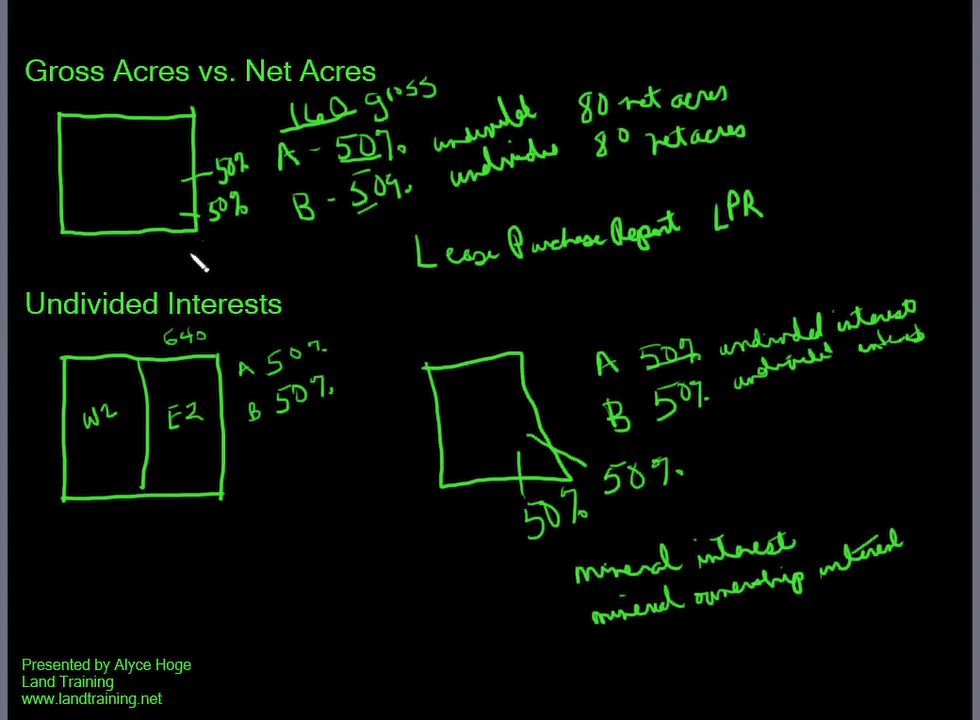 Gross Acres vs. Net Acres
160 gross
A - 50% undivided 80 net acres
B - 50% undivided 80 net acres
50%
50%
Lease Purchase Report LPR
Undivided Interests
640
W2 E2
A 50%
B 50%
A 50% undivided interest
B 50% undivided interest
50%
50%
mineral interest
mineral ownership interest
Presented by Alyce Hoge
Land Training
www.landtraining.net